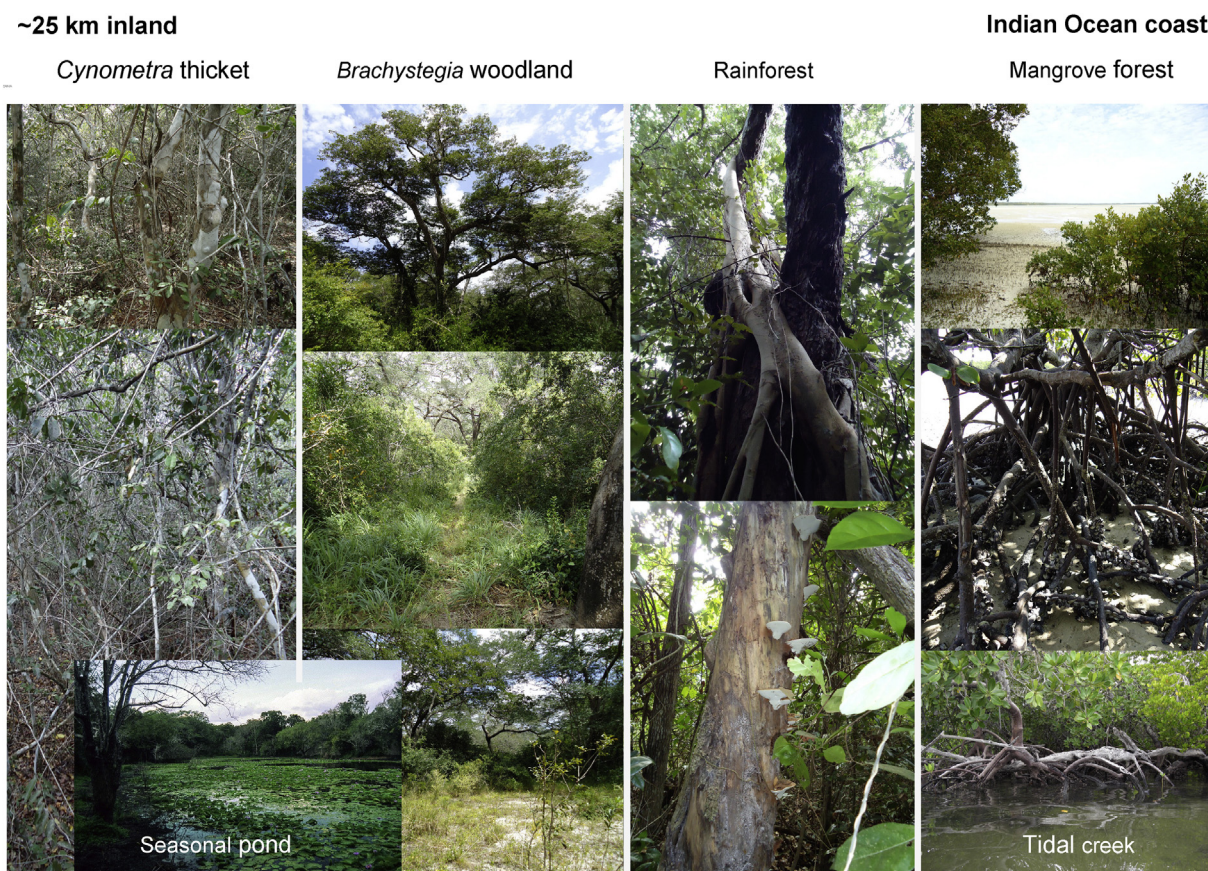 ~25 km inland
Indian Ocean coast
Cynometra thicket
Brachystegia woodland
Rainforest
Mangrove forest
Seasonal pond
Tidal creek